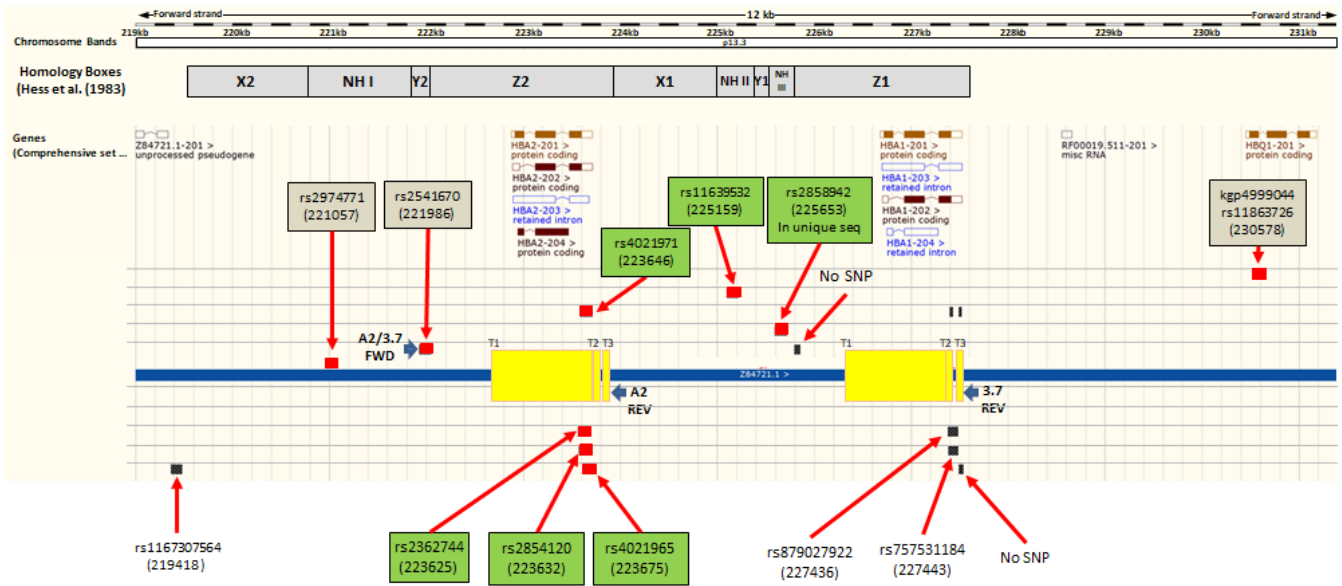 Forward strand
12 kb
Forward strand
219kb 220kb 221kb 222kb 223kb 224kb 225kb 226kb 227kb 228kb 229kb 230kb 231kb
Chromosome Bands
p13.3
Homology Boxes
(Hess et al. (1983)
X2 NH I Y2 Z2 X1 NH II Y1 NH III Z1
Genes
(Comprehensive set ...
Z84721.1-201 >
unprocessed pseudogene
HBA2-201 >
protein coding
HBA2-202 >
protein coding
HBA2-203 >
retained intron
HBA2-204 >
protein coding
HBA1-201 >
protein coding
HBA1-203 >
retained intron
HBA1-202 >
protein coding
HBA1-204 >
retained intron
RF00019.511-201 >
misc RNA
HBQ1-201 >
protein coding
rs2974771
(221057)
rs2541670
(221986)
rs4021971
(223646)
rs11639532
(225159)
rs2858942
(225653)
In unique seq
kgp4999044
rs11863726
(230578)
No SNP
A2/3.7
FWD
T1 T2 T3
T1 T2 T3
Z84721.1 >
A2
REV
3.7
REV
rs1167307564
(219418)
rs2362744
(223625)
rs2854120
(223632)
rs4021965
(223675)
rs879027922
(227436)
rs757531184
(227443)
No SNP